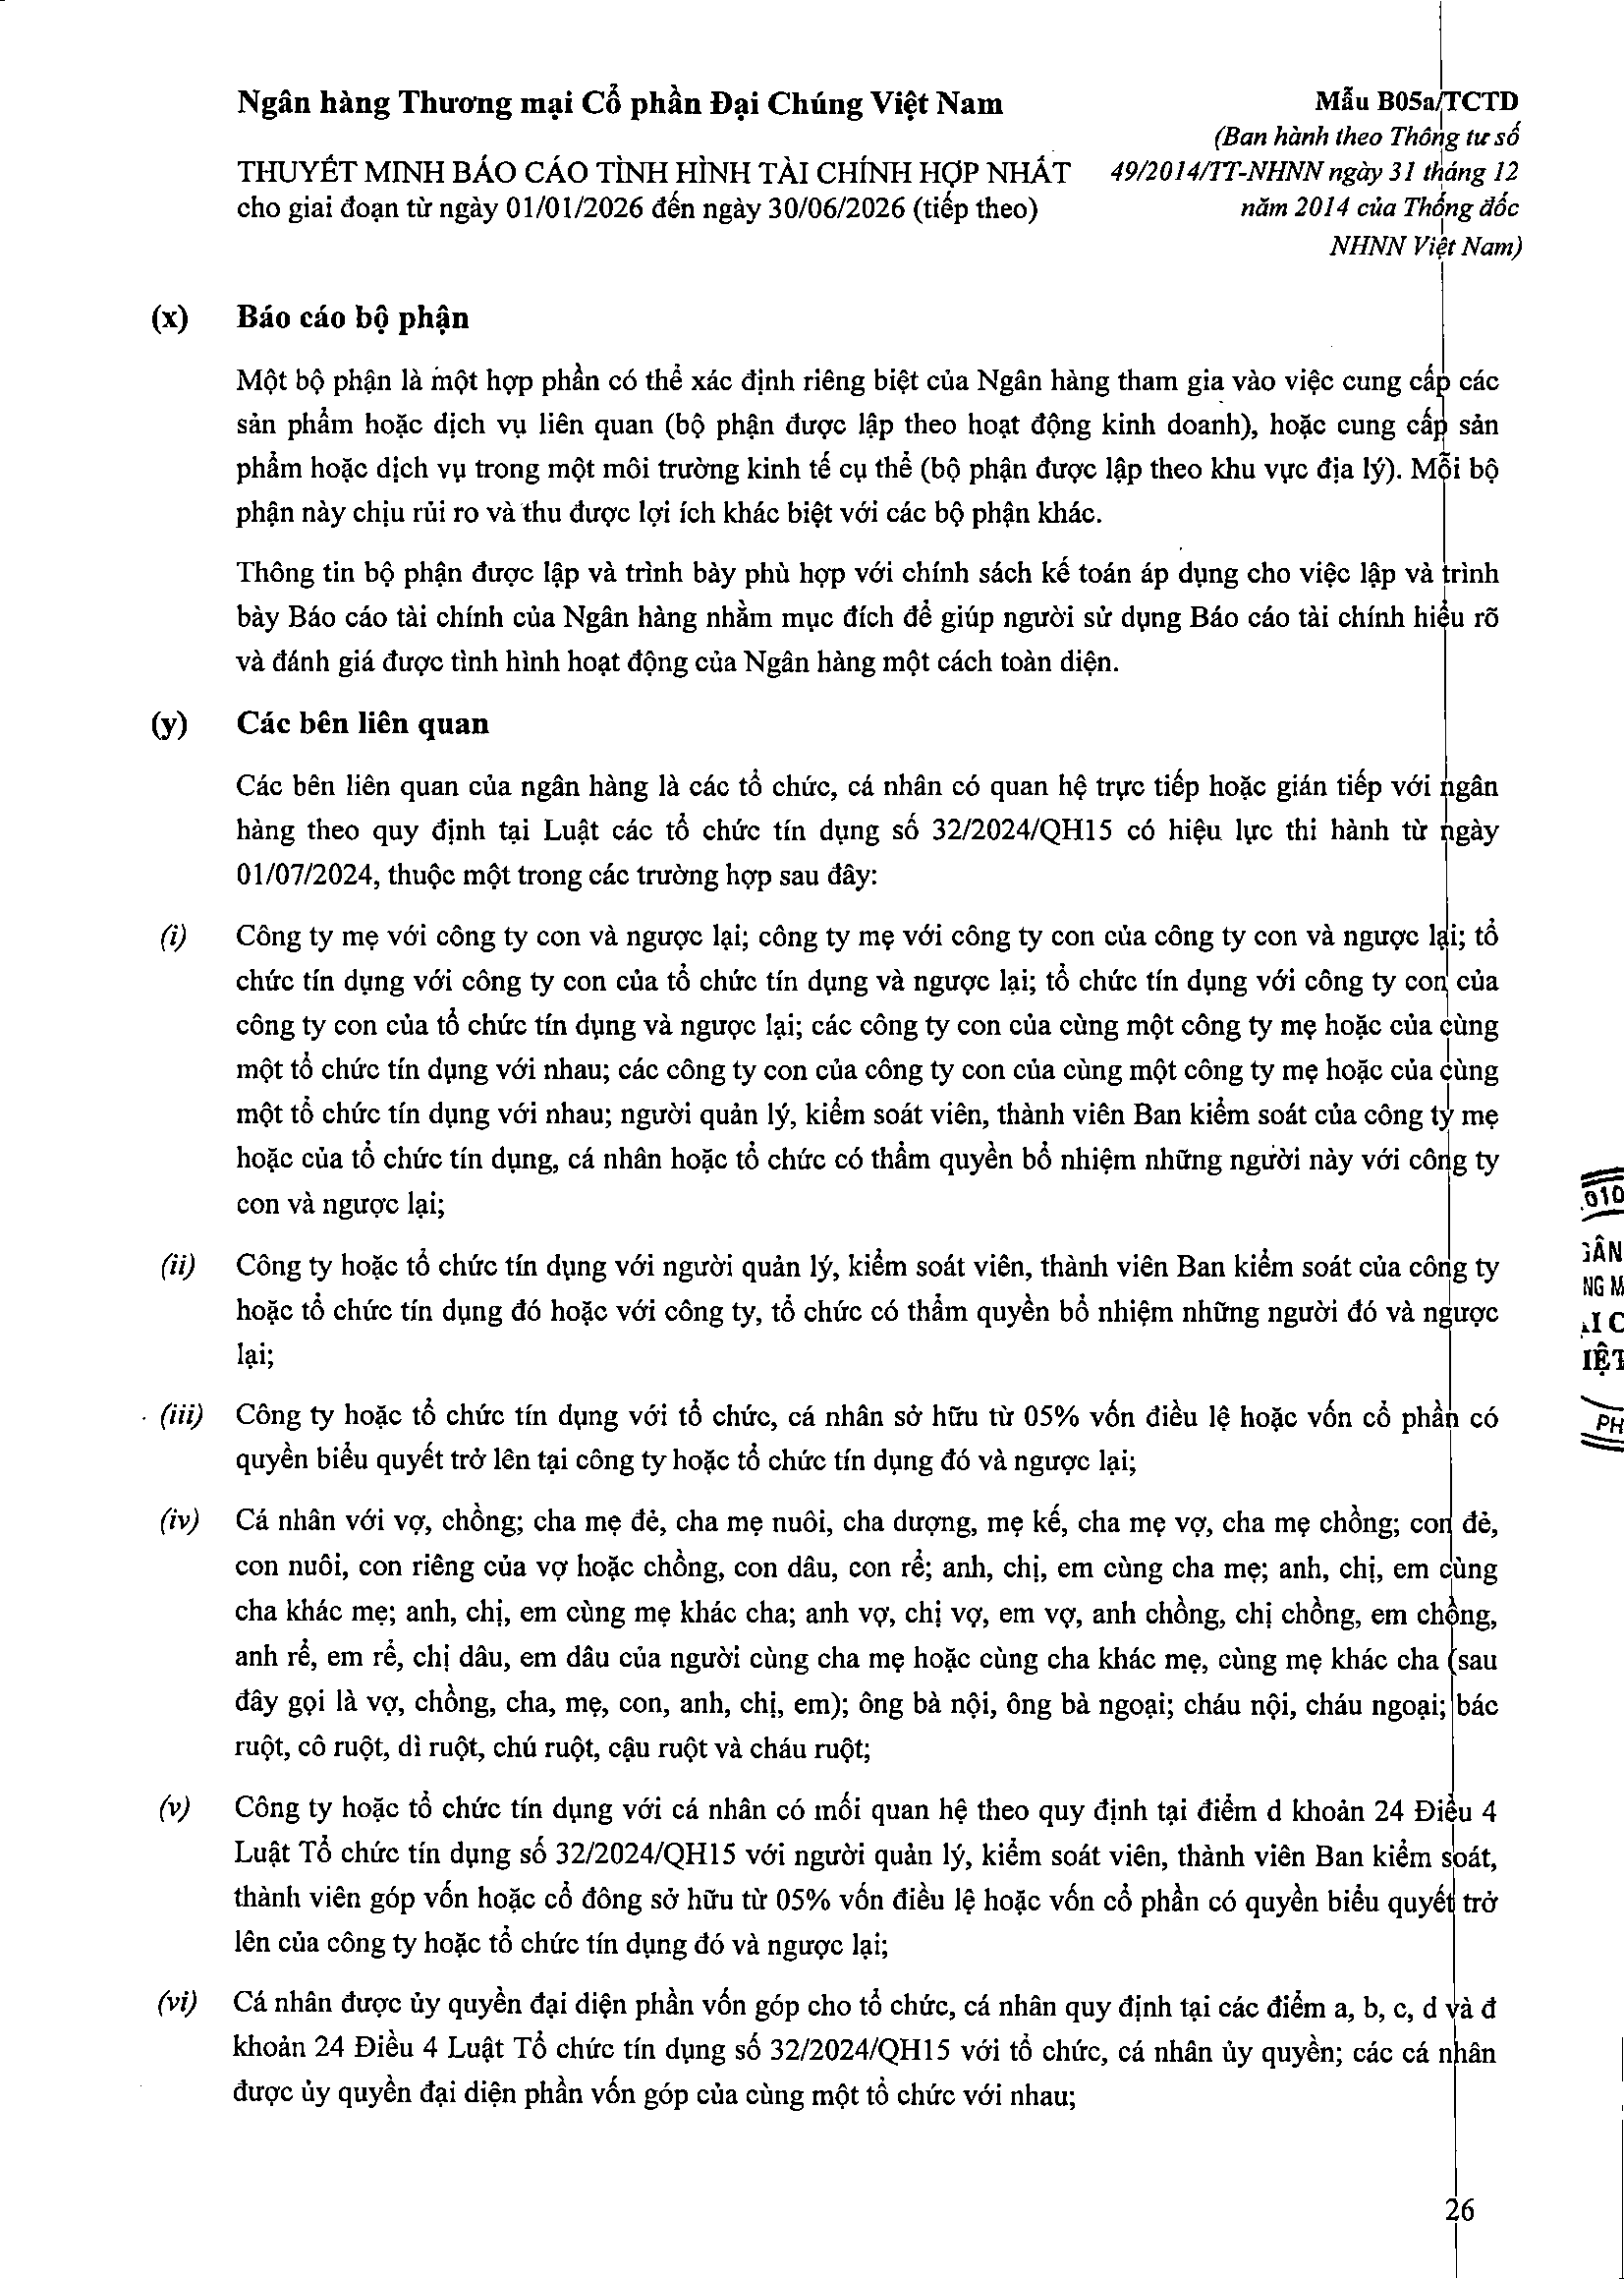 Ngân hàng Thương mại Cổ phần Đại Chúng Việt Nam
Mẫu B05a/TCTD
(Ban hành theo Thông tư số
THUYẾT MINH BÁO CÁO TÌNH HÌNH TÀI CHÍNH HỢP NHẤT
49/2014/TT-NHNN ngày 31 tháng 12
cho giai đoạn từ ngày 01/01/2026 đến ngày 30/06/2026 (tiếp theo)
năm 2014 của Thống đốc
NHNN Việt Nam)
(x) Báo cáo bộ phận
Một bộ phận là một hợp phần có thể xác định riêng biệt của Ngân hàng tham gia vào việc cung cấp các
sản phẩm hoặc dịch vụ liên quan (bộ phận được lập theo hoạt động kinh doanh), hoặc cung cấp sản
phẩm hoặc dịch vụ trong một môi trường kinh tế cụ thể (bộ phận được lập theo khu vực địa lý). Mỗi bộ
phận này chịu rủi ro và thu được lợi ích khác biệt với các bộ phận khác.
Thông tin bộ phận được lập và trình bày phù hợp với chính sách kế toán áp dụng cho việc lập và trình
bày Báo cáo tài chính của Ngân hàng nhằm mục đích để giúp người sử dụng Báo cáo tài chính hiểu rõ
và đánh giá được tình hình hoạt động của Ngân hàng một cách toàn diện.
(y) Các bên liên quan
Các bên liên quan của ngân hàng là các tổ chức, cá nhân có quan hệ trực tiếp hoặc gián tiếp với ngân
hàng theo quy định tại Luật các tổ chức tín dụng số 32/2024/QH15 có hiệu lực thi hành từ ngày
01/07/2024, thuộc một trong các trường hợp sau đây:
(i) Công ty mẹ với công ty con và ngược lại; công ty mẹ với công ty con của công ty con và ngược lại; tổ
chức tín dụng với công ty con của tổ chức tín dụng và ngược lại; tổ chức tín dụng với công ty con của
công ty con của tổ chức tín dụng và ngược lại; các công ty con của cùng một công ty mẹ hoặc của cùng
một tổ chức tín dụng với nhau; các công ty con của công ty con của cùng một công ty mẹ hoặc của cùng
một tổ chức tín dụng với nhau; người quản lý, kiểm soát viên, thành viên Ban kiểm soát của công ty mẹ
hoặc của tổ chức tín dụng, cá nhân hoặc tổ chức có thẩm quyền bổ nhiệm những người này với công ty
con và ngược lại;
(ii) Công ty hoặc tổ chức tín dụng với người quản lý, kiểm soát viên, thành viên Ban kiểm soát của công ty
hoặc tổ chức tín dụng đó hoặc với công ty, tổ chức có thẩm quyền bổ nhiệm những người đó và ngược
lại;
(iii) Công ty hoặc tổ chức tín dụng với tổ chức, cá nhân sở hữu từ 05% vốn điều lệ hoặc vốn cổ phần có
quyền biểu quyết trở lên tại công ty hoặc tổ chức tín dụng đó và ngược lại;
(iv) Cá nhân với vợ, chồng; cha mẹ đẻ, cha mẹ nuôi, cha dượng, mẹ kế, cha mẹ vợ, cha mẹ chồng; con đẻ,
con nuôi, con riêng của vợ hoặc chồng, con dâu, con rể; anh, chị, em cùng cha mẹ; anh, chị, em cùng
cha khác mẹ; anh, chị, em cùng mẹ khác cha; anh vợ, chị vợ, em vợ, anh chồng, chị chồng, em chồng,
anh rể, em rể, chị dâu, em dâu của người cùng cha mẹ hoặc cùng cha khác mẹ, cùng mẹ khác cha (sau
đây gọi là vợ, chồng, cha, mẹ, con, anh, chị, em); ông bà nội, ông bà ngoại; cháu nội, cháu ngoại; bác
ruột, cô ruột, dì ruột, chú ruột, cậu ruột và cháu ruột;
(v) Công ty hoặc tổ chức tín dụng với cá nhân có mối quan hệ theo quy định tại điểm d khoản 24 Điều 4
Luật Tổ chức tín dụng số 32/2024/QH15 với người quản lý, kiểm soát viên, thành viên Ban kiểm soát,
thành viên góp vốn hoặc cổ đông sở hữu từ 05% vốn điều lệ hoặc vốn cổ phần có quyền biểu quyết trở
lên của công ty hoặc tổ chức tín dụng đó và ngược lại;
(vi) Cá nhân được ủy quyền đại diện phần vốn góp cho tổ chức, cá nhân quy định tại các điểm a, b, c, d và đ
khoản 24 Điều 4 Luật Tổ chức tín dụng số 32/2024/QH15 với tổ chức, cá nhân ủy quyền; các cá nhân
được ủy quyền đại diện phần vốn góp của cùng một tổ chức với nhau;
26